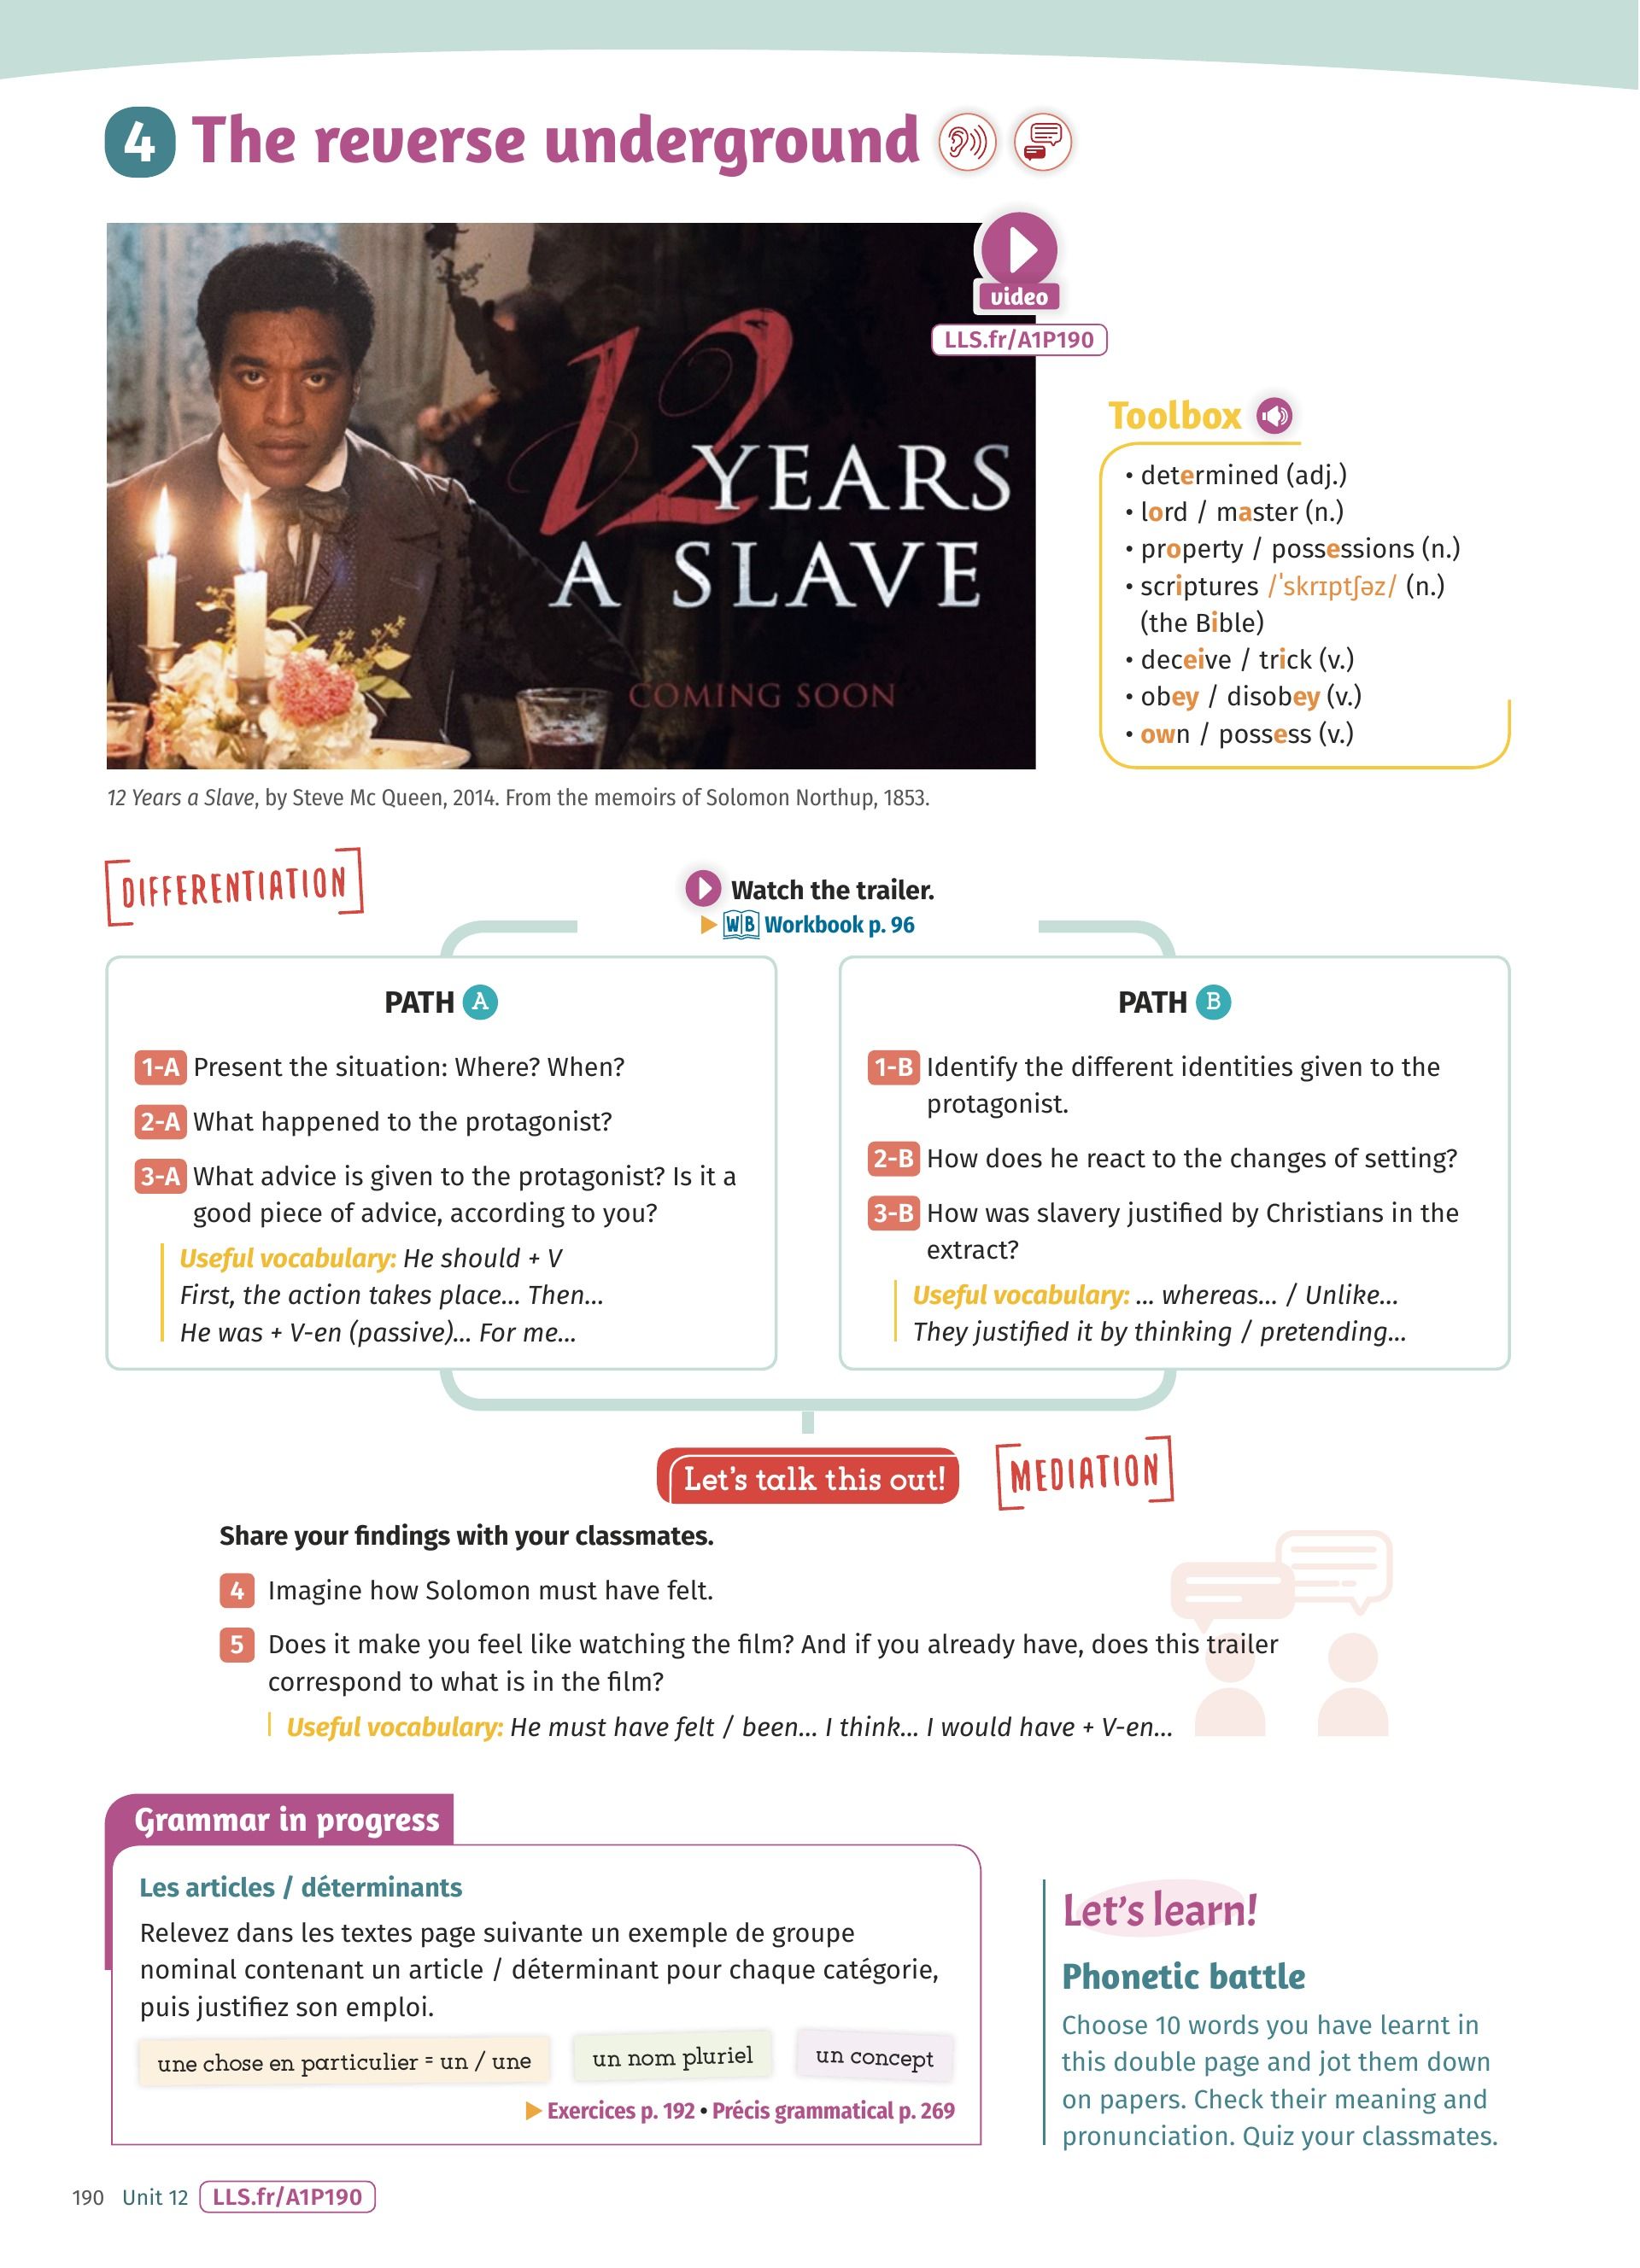 4 The reverse underground
12
YEARS
A SLAVE
COMING SOON
video
LLS.fr/A1P190
12 Years a Slave, by Steve Mc Queen, 2014. From the memoirs of Solomon Northup, 1853.
Toolbox
• determined (adj.)
• lord / master (n.)
• property / possessions (n.)
• scriptures /ˈskrɪptʃəz/ (n.)
(the Bible)
• deceive / trick (v.)
• obey / disobey (v.)
• own / possess (v.)
DIFFERENTIATION
Watch the trailer.
WB Workbook p. 96
PATH A
1-A Present the situation: Where? When?
2-A What happened to the protagonist?
3-A What advice is given to the protagonist? Is it a
good piece of advice, according to you?
Useful vocabulary: He should + V
First, the action takes place... Then...
He was + V-en (passive)... For me...
PATH B
1-B Identify the different identities given to the
protagonist.
2-B How does he react to the changes of setting?
3-B How was slavery justified by Christians in the
extract?
Useful vocabulary: ... whereas... / Unlike...
They justified it by thinking / pretending...
Let's talk this out!
MEDIATION
Share your findings with your classmates.
4 Imagine how Solomon must have felt.
5 Does it make you feel like watching the film? And if you already have, does this trailer
correspond to what is in the film?
Useful vocabulary: He must have felt / been... I think... I would have + V-en...
Grammar in progress
Les articles / déterminants
Relevez dans les textes page suivante un exemple de groupe
nominal contenant un article / déterminant pour chaque catégorie,
puis justifiez son emploi.
une chose en particulier = un / une
un nom pluriel
un concept
Exercices p. 192 • Précis grammatical p. 269
Let's learn!
Phonetic battle
Choose 10 words you have learnt in
this double page and jot them down
on papers. Check their meaning and
pronunciation. Quiz your classmates.
190 Unit 12 LLS.fr/A1P190